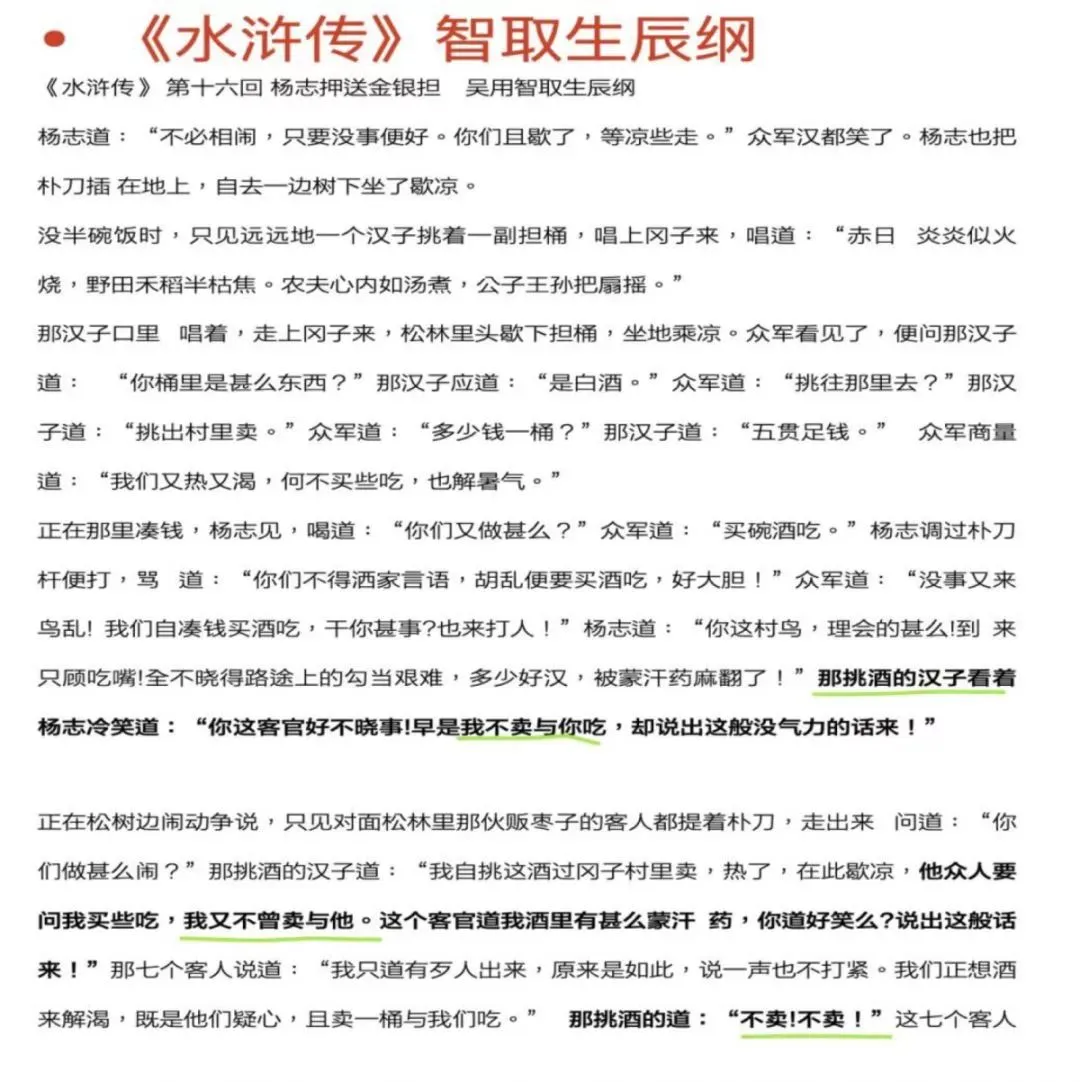 • 《水浒传》智取生辰纲
《水浒传》 第十六回 杨志押送金银担 吴用智取生辰纲
杨志道：“不必相闹，只要没事便好。你们且歇了，等凉些走。”众军汉都笑了。杨志也把
朴刀插 在地上，自去一边树下坐了歇凉。
没半碗饭时，只见远远地一个汉子挑着一副担桶，唱上冈子来，唱道：“赤日 炎炎似火
烧，野田禾稻半枯焦。农夫心内如汤煮，公子王孙把扇摇。”
那汉子口里 唱着，走上冈子来，松林里头歇下担桶，坐地乘凉。众军看见了，便问那汉子
道： “你桶里是甚么东西？”那汉子应道：“是白酒。”众军道：“挑往那里去？”那汉
子道：“挑出村里卖。”众军道：“多少钱一桶？”那汉子道：“五贯足钱。” 众军商量
道：“我们又热又渴，何不买些吃，也解暑气。”
正在那里凑钱，杨志见，喝道：“你们又做甚么？”众军道：“买碗酒吃。”杨志调过朴刀
杆便打，骂 道：“你们不得洒家言语，胡乱便要买酒吃，好大胆！”众军道：“没事又来
鸟乱! 我们自凑钱买酒吃，干你甚事?也来打人！”杨志道：“你这村鸟，理会的甚么!到 来
只顾吃嘴!全不晓得路途上的勾当艰难，多少好汉，被蒙汗药麻翻了！”那挑酒的汉子看着
杨志冷笑道：“你这客官好不晓事!早是我不卖与你吃，却说出这般没气力的话来！”
正在松树边闹动争说，只见对面松林里那伙贩枣子的客人都提着朴刀，走出来 问道：“你
们做甚么闹？”那挑酒的汉子道：“我自挑这酒过冈子村里卖，热了，在此歇凉，他众人要
问我买些吃，我又不曾卖与他。这个客官道我酒里有甚么蒙汗 药，你道好笑么?说出这般话
来！”那七个客人说道：“我只道有歹人出来，原来是如此，说一声也不打紧。我们正想酒
来解渴，既是他们疑心，且卖一桶与我们吃。” 那挑酒的道：“不卖!不卖！”这七个客人